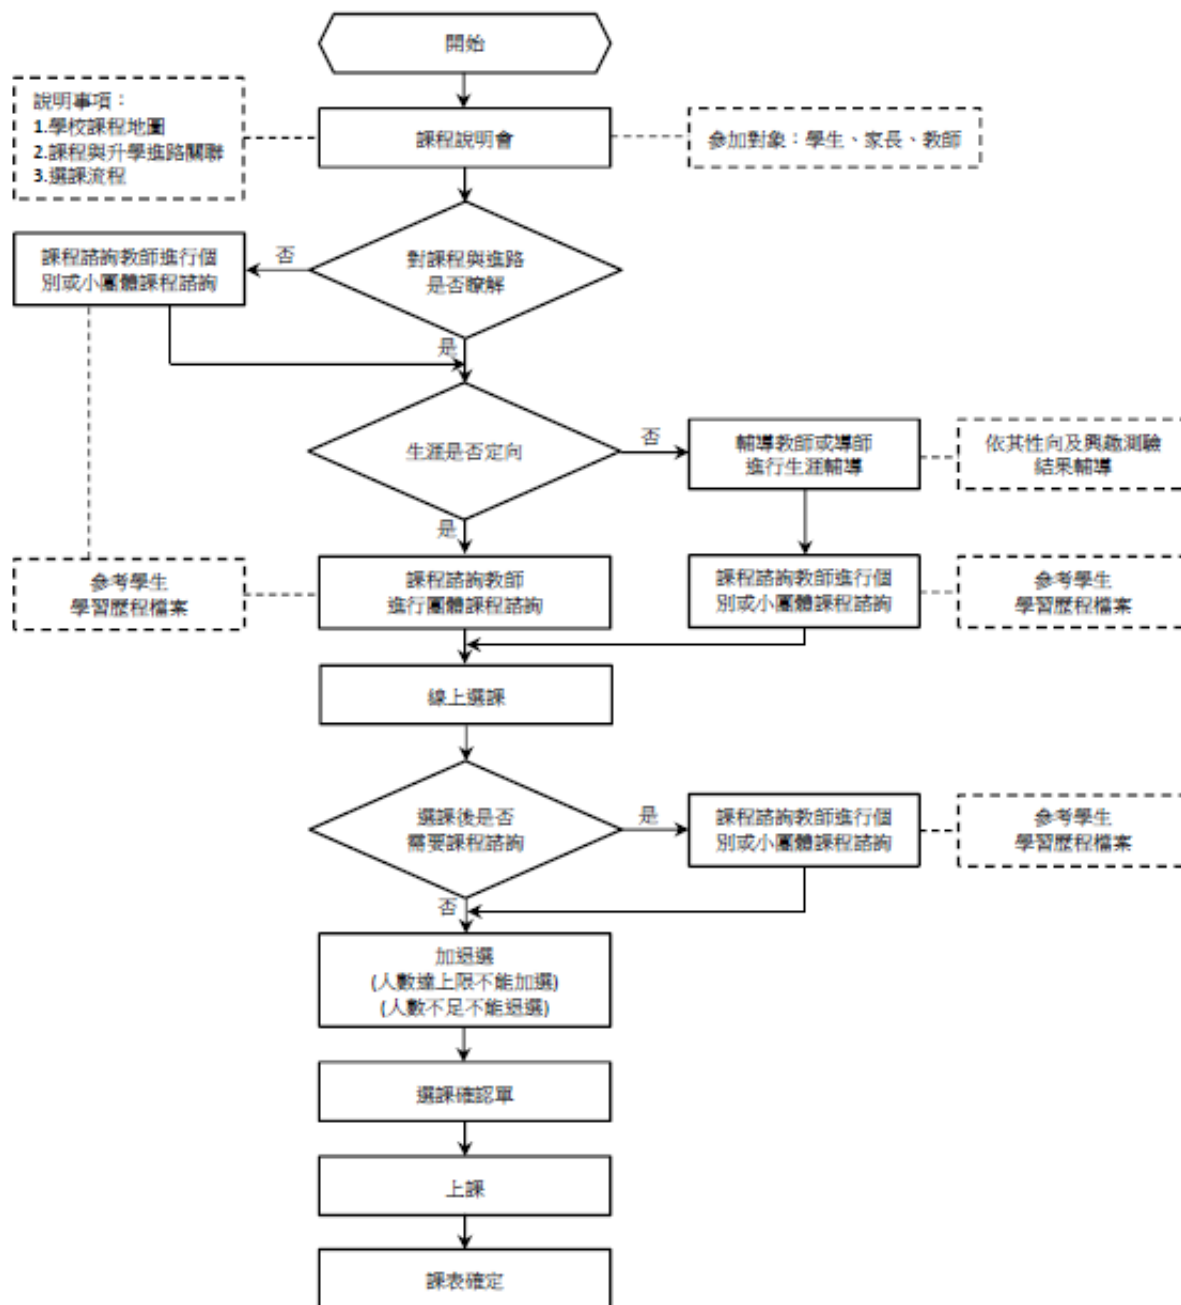 開始
說明事項：
1.學校課程地圖
2.課程與升學進路關聯
3.選課流程
課程說明會
參加對象：學生、家長、教師
課程諮詢教師進行個
別或小團體課程諮詢
否
對課程與進路
是否瞭解
是
生涯是否定向
否
輔導教師或導師
進行生涯輔導
依其性向及興趣測驗
結果輔導
是
參考學生
學習歷程檔案
課程諮詢教師
進行團體課程諮詢
課程諮詢教師進行個
別或小團體課程諮詢
參考學生
學習歷程檔案
線上選課
選課後是否
需要課程諮詢
是
課程諮詢教師進行個
別或小團體課程諮詢
參考學生
學習歷程檔案
否
加退選
(人數達上限不能加選)
(人數不足不能退選)
選課確認單
上課
課表確定